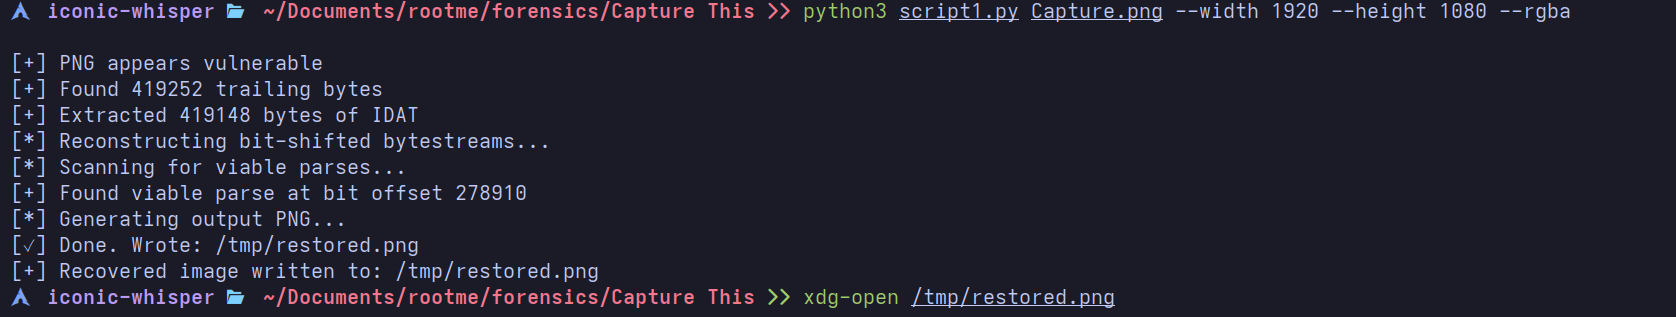 iconic-whisper ~/Documents/rootme/forensics/Capture This >> python3 script1.py Capture.png --width 1920 --height 1080 --rgba
[+] PNG appears vulnerable
[+] Found 419252 trailing bytes
[+] Extracted 419148 bytes of IDAT
[*] Reconstructing bit-shifted bytestreams...
[*] Scanning for viable parses...
[+] Found viable parse at bit offset 278910
[*] Generating output PNG...
[✓] Done. Wrote: /tmp/restored.png
[+] Recovered image written to: /tmp/restored.png
iconic-whisper ~/Documents/rootme/forensics/Capture This >> xdg-open /tmp/restored.png